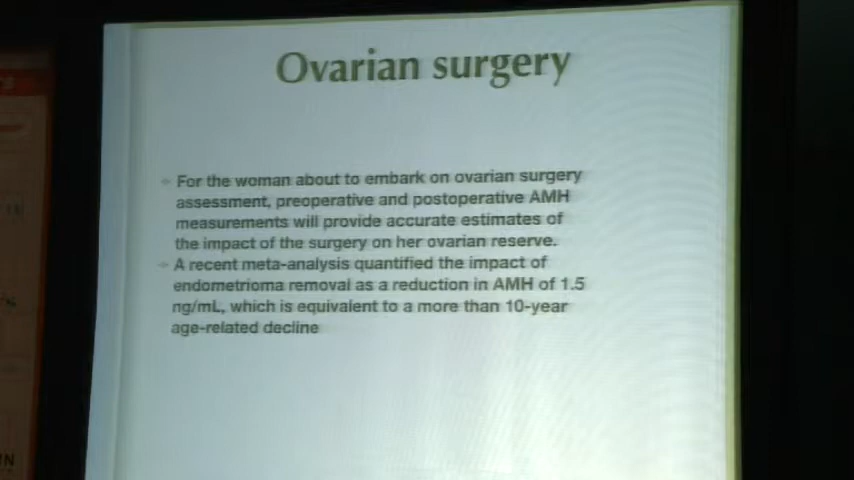 Ovarian surgery
For the woman about to embark on ovarian surgery
assessment, preoperative and postoperative AMH
measurements will provide accurate estimates of
the impact of the surgery on her ovarian reserve.
A recent meta-analysis quantified the impact of
endometrioma removal as a reduction in AMH of 1.5
ng/mL, which is equivalent to a more than 10-year
age-related decline